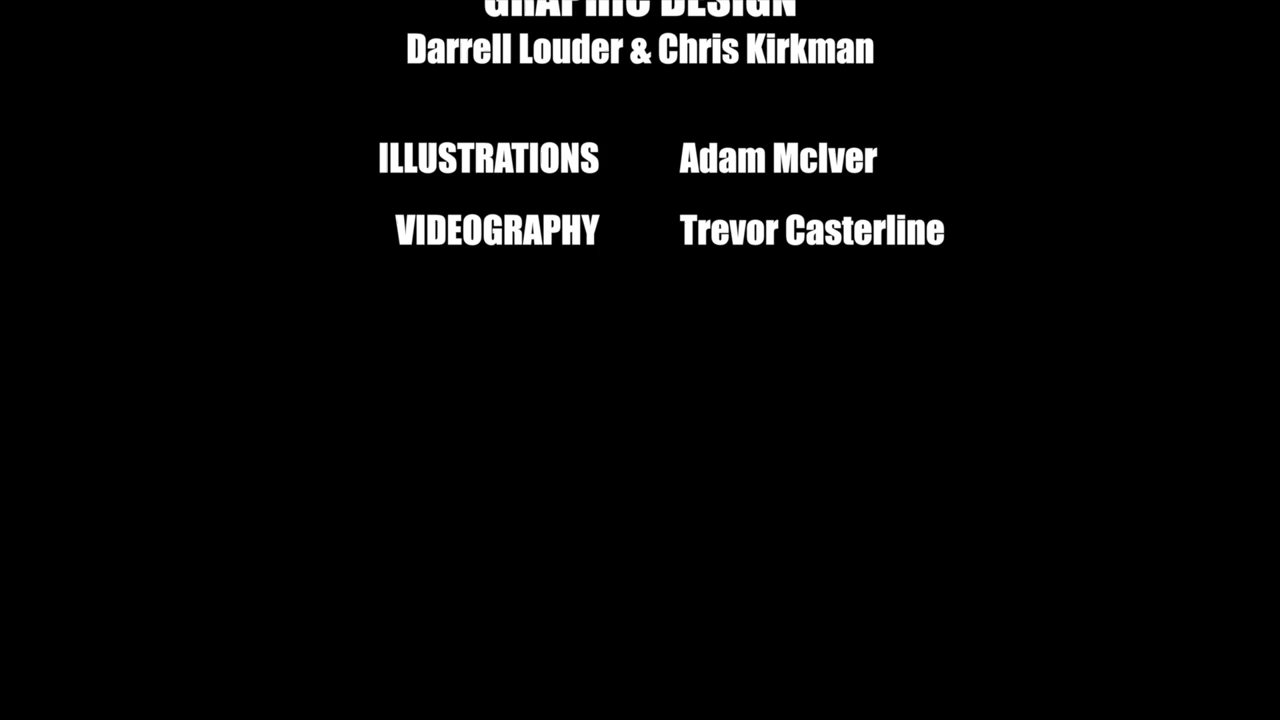 GRAPHIC DESIGN
Darrell Louder & Chris Kirkman
ILLUSTRATIONS Adam McIver
VIDEOGRAPHY Trevor Casterline